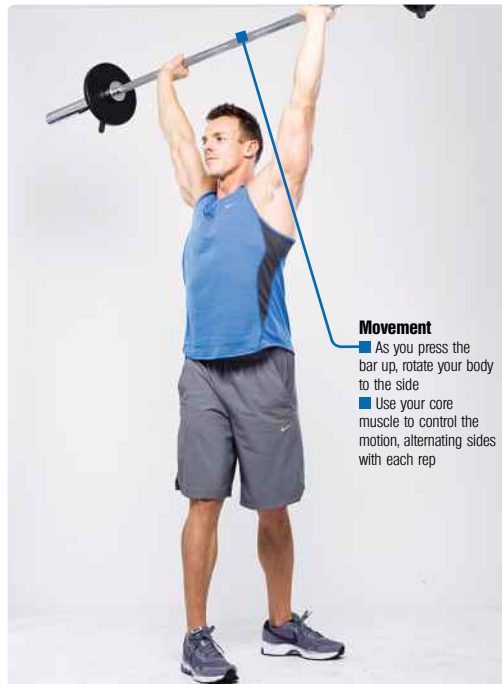 Movement
■ As you press the
bar up, rotate your body
to the side
■ Use your core
muscle to control the
motion, alternating sides
with each rep